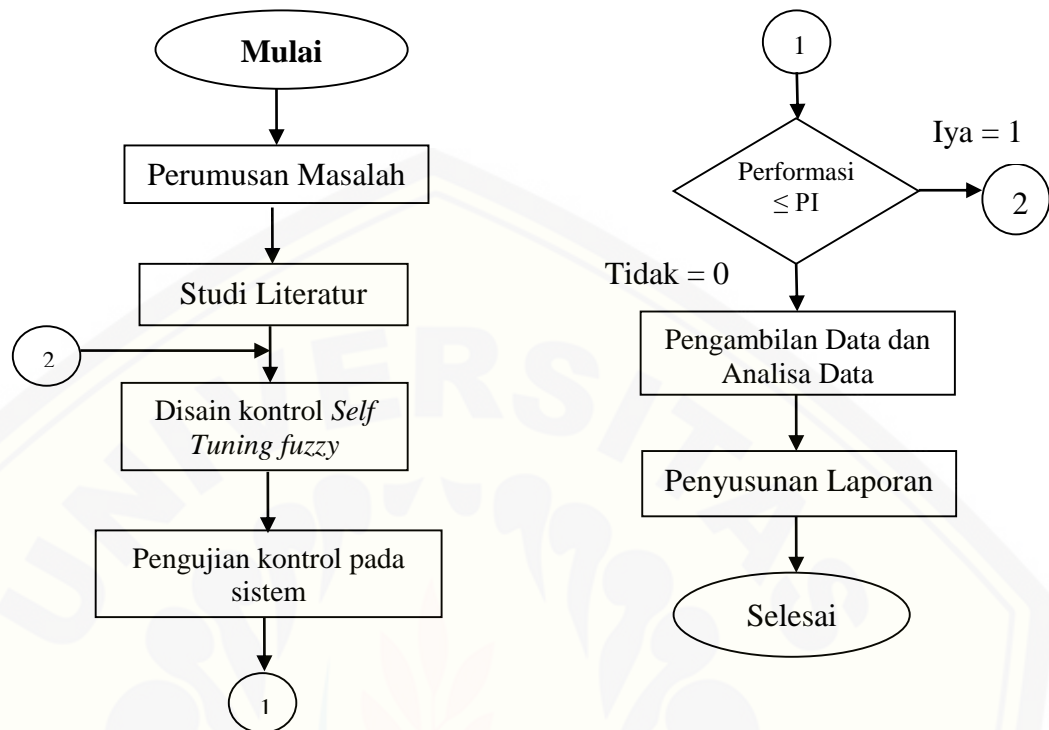 Mulai
Perumusan Masalah
Studi Literatur
2
Disain kontrol Self
Tuning fuzzy
Pengujian kontrol pada
sistem
1
1
Iya = 1
Performasi
≤ PI
2
Tidak = 0
Pengambilan Data dan
Analisa Data
Penyusunan Laporan
Selesai
UNIVERSITAS